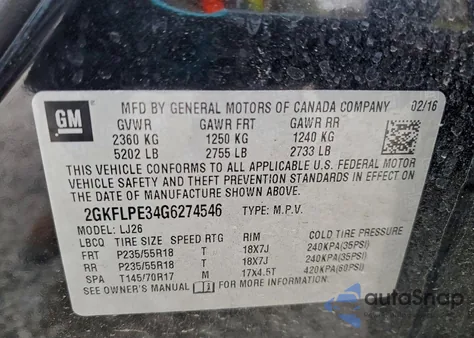 GM
MFD BY GENERAL MOTORS OF CANADA COMPANY 02/16
GVWR GAWR FRT GAWR RR
2360 KG 1250 KG 1240 KG
5202 LB 2755 LB 2733 LB
THIS VEHICLE CONFORMS TO ALL APPLICABLE U.S. FEDERAL MOTOR
VEHICLE SAFETY AND THEFT PREVENTION STANDARDS IN EFFECT ON
THE DATE OF MANUFACTURE SHOWN ABOVE.
2GKFLPE34G6274546 TYPE: M.P.V.
MODEL: LJ26
LBCQ TIRE SIZE SPEED RTG RIM COLD TIRE PRESSURE
FRT P235/55R18 T 18X7J 240KPA(35PSI)
RR P235/55R18 T 18X7J 240KPA(35PSI)
SPA T145/70R17 M 17X4.5T 420KPA(60PSI)
SEE OWNER'S MANUAL FOR MORE INFORMATION
autoSnap